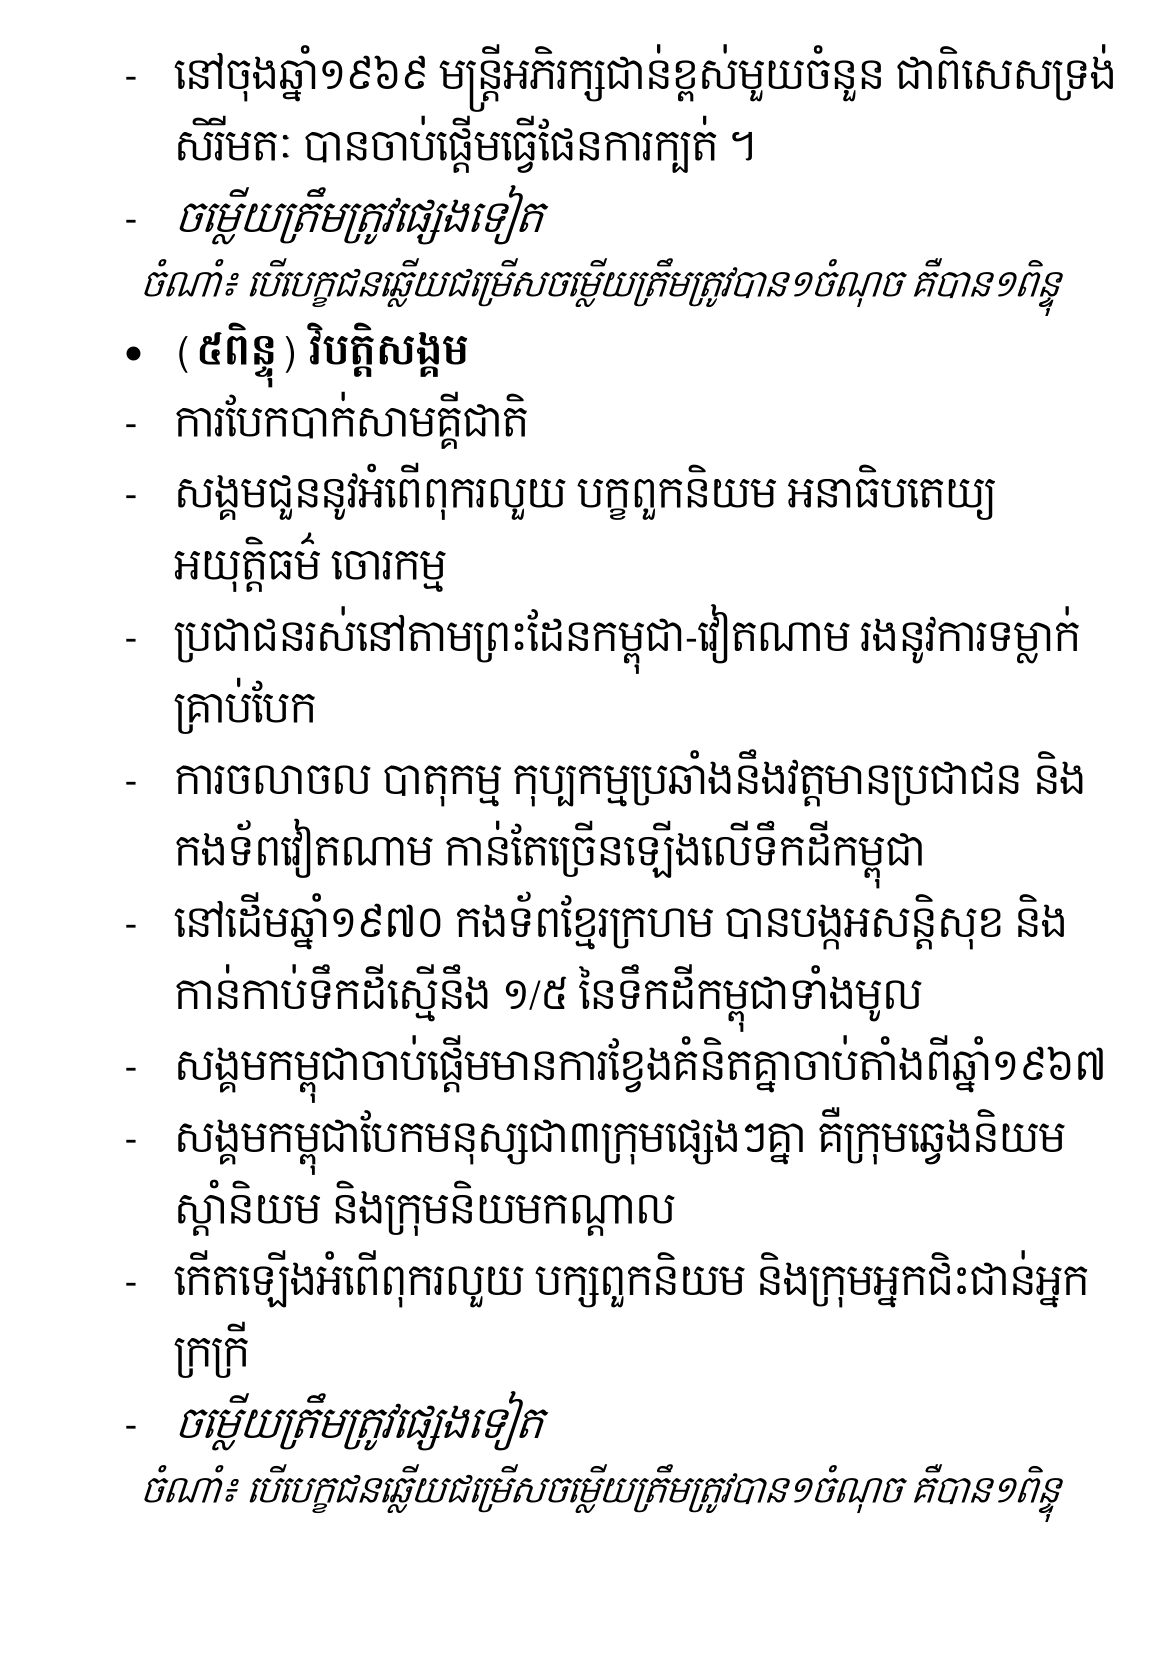 - នៅចុងឆ្នាំ១៩៦៩ មន្ត្រីអភិរក្សជាន់ខ្ពស់មួយចំនួន ជាពិសេសទ្រង់
សិរីមតៈ បានចាប់ផ្តើមធ្វើផែនការក្បត់ ។
- ចម្លើយត្រឹមត្រូវផ្សេងទៀត
ចំណាំ៖ បើបេក្ខជនឆ្លើយជម្រើសចម្លើយត្រឹមត្រូវបាន១ចំណុច គឺបាន១ពិន្ទុ
● (៥ពិន្ទុ) វិបត្តិសង្គម
- ការបែកបាក់សាមគ្គីជាតិ
- សង្គមជួននូវអំពើពុករលួយ បក្ខពួកនិយម អនាធិបតេយ្យ
អយុត្តិធម៌ ចោរកម្ម
- ប្រជាជនរស់នៅតាមព្រះដែនកម្ពុជា-វៀតណាម រងនូវការទម្លាក់
គ្រាប់បែក
- ការចលាចល បាតុកម្ម កុប្បកម្មប្រឆាំងនឹងវត្តមានប្រជាជន និង
កងទ័ពវៀតណាម កាន់តែច្រើនឡើងលើទឹកដីកម្ពុជា
- នៅដើមឆ្នាំ១៩៧០ កងទ័ពខ្មែរក្រហម បានបង្កអសន្តិសុខ និង
កាន់កាប់ទឹកដីស្មើនឹង ១/៥ នៃទឹកដីកម្ពុជាទាំងមូល
- សង្គមកម្ពុជាចាប់ផ្តើមមានការខ្វែងគំនិតគ្នាចាប់តាំងពីឆ្នាំ១៩៦៧
- សង្គមកម្ពុជាបែកមនុស្សជា៣ក្រុមផ្សេងៗគ្នា គឺក្រុមឆ្វេងនិយម
ស្តាំនិយម និងក្រុមនិយមកណ្តាល
- កើតឡើងអំពើពុករលួយ បក្សពួកនិយម និងក្រុមអ្នកជិះជាន់អ្នក
ក្រក្រី
- ចម្លើយត្រឹមត្រូវផ្សេងទៀត
ចំណាំ៖ បើបេក្ខជនឆ្លើយជម្រើសចម្លើយត្រឹមត្រូវបាន១ចំណុច គឺបាន១ពិន្ទុ